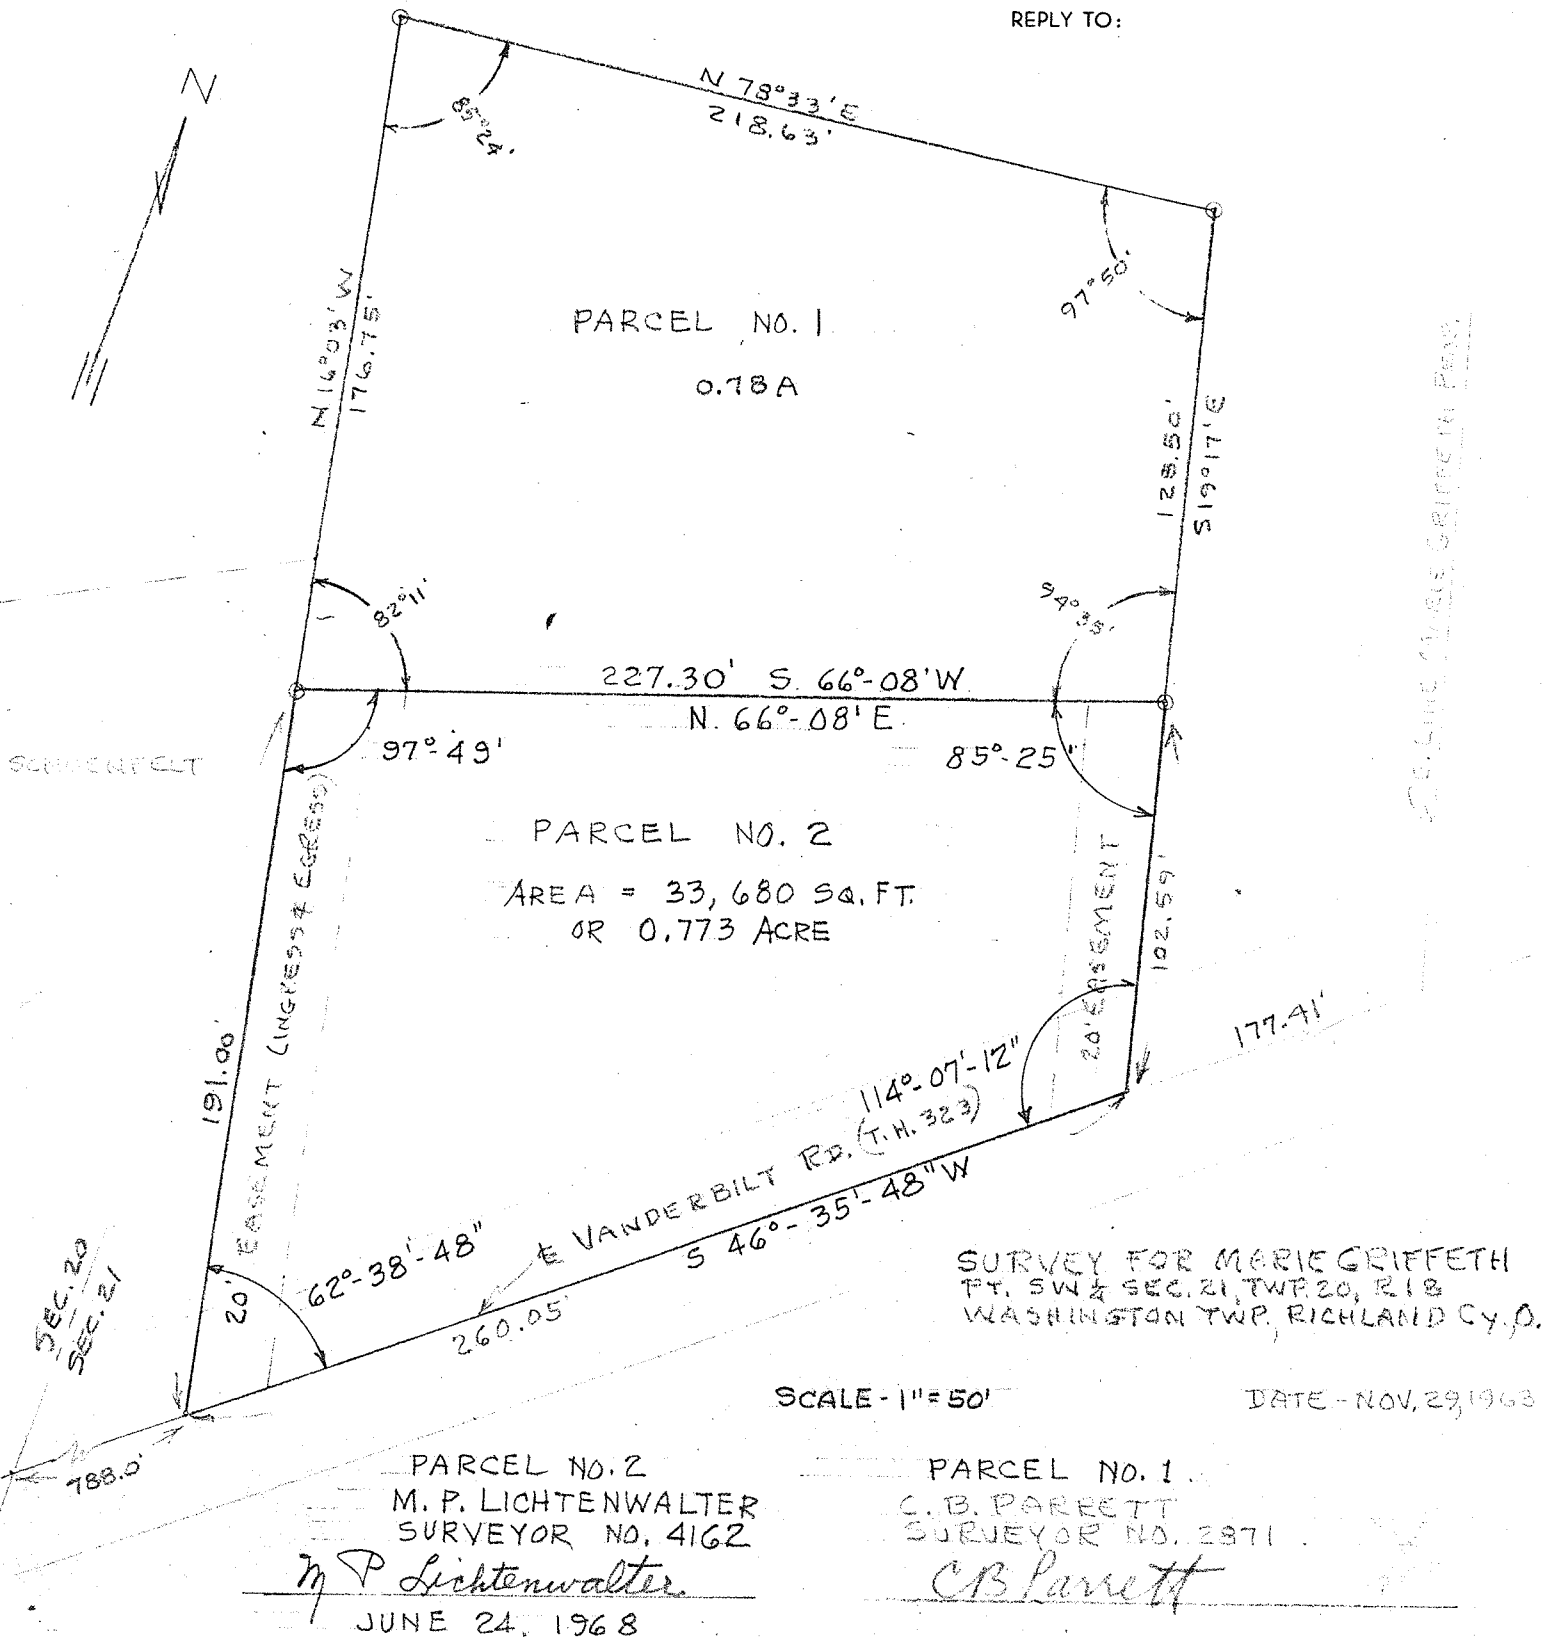 REPLY TO:
N
N 78°33'E
218.63'
85°24'
97°50'
N 16°03'W
176.75'
PARCEL NO. 1
0.78 A
128.50'
S19°17'E
82°11'
94°35'
227.30' S. 66°-08'W
N. 66°-08'E.
97°-49'
85°-25'
PARCEL NO. 2
AREA = 33,680 SQ. FT.
OR 0.773 ACRE
191.00'
20' EASEMENT (INGRESS & EGRESS)
20' EASEMENT
102.59'
177.41'
114°-07'-12"
62°-38'-48"
VANDERBILT RD. (T.H. 323)
S 46°-35'-48"W
260.05'
SEC. 20
SEC. 21
788.0'
SURVEY FOR MARIE GRIFFETH
PT. SW¼ SEC. 21, TWP. 20, R18
WASHINGTON TWP., RICHLAND CY., O.
SCALE - 1"=50'
DATE - NOV. 29, 1963
PARCEL NO. 2
M. P. LICHTENWALTER
SURVEYOR NO. 4162
M P Lichtenwalter
JUNE 24, 1968
PARCEL NO. 1.
C. B. PARRETT
SURVEYOR NO. 2871
CB Parrett